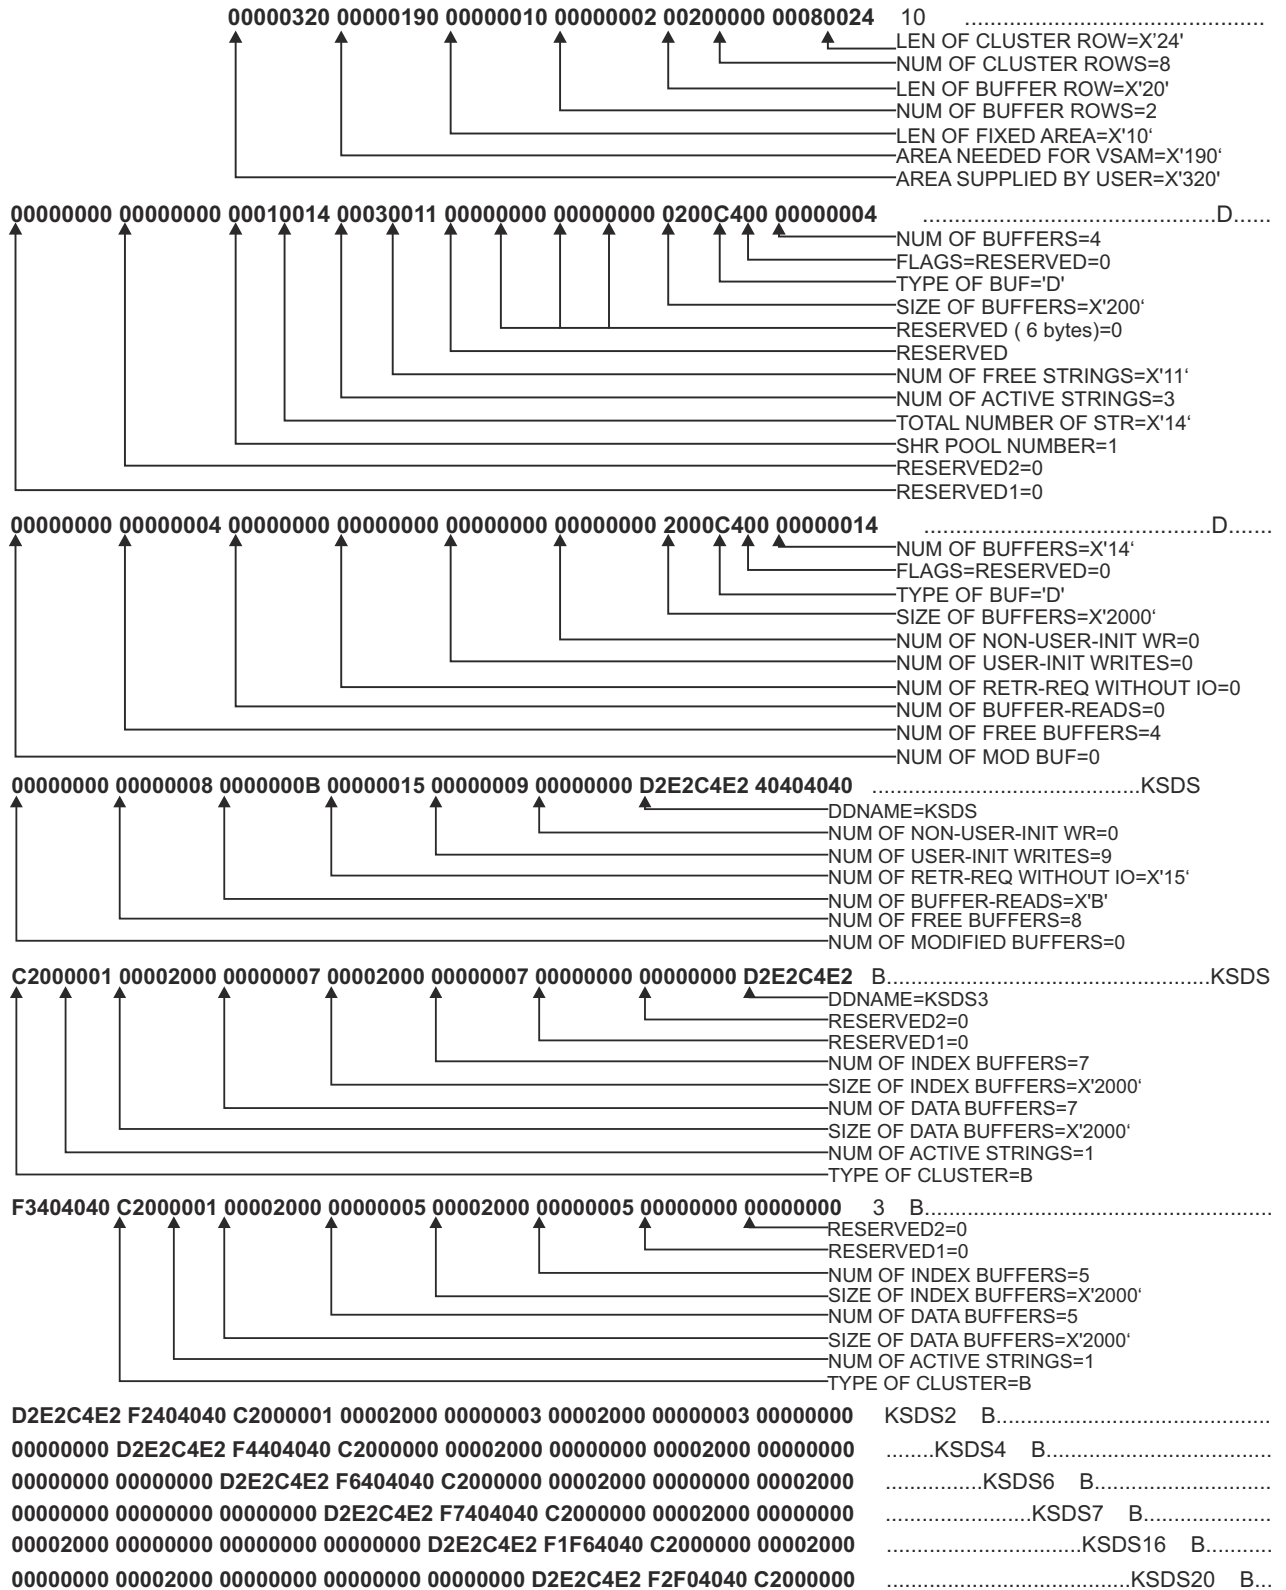 00000320 00000190 00000010 00000002 00200000 00080024 10 ...............................................
LEN OF CLUSTER ROW=X'24'
NUM OF CLUSTER ROWS=8
LEN OF BUFFER ROW=X'20'
NUM OF BUFFER ROWS=2
LEN OF FIXED AREA=X'10‘
AREA NEEDED FOR VSAM=X'190‘
AREA SUPPLIED BY USER=X'320'
00000000 00000000 00010014 00030011 00000000 00000000 0200C400 00000004 ..............................................D......
NUM OF BUFFERS=4
FLAGS=RESERVED=0
TYPE OF BUF='D'
SIZE OF BUFFERS=X'200‘
RESERVED ( 6 bytes)=0
RESERVED
NUM OF FREE STRINGS=X'11‘
NUM OF ACTIVE STRINGS=3
TOTAL NUMBER OF STR=X'14‘
SHR POOL NUMBER=1
RESERVED2=0
RESERVED1=0
00000000 00000004 00000000 00000000 00000000 00000000 2000C400 00000014 .............................................D.......
NUM OF BUFFERS=X'14‘
FLAGS=RESERVED=0
TYPE OF BUF='D'
SIZE OF BUFFERS=X'2000‘
NUM OF NON-USER-INIT WR=0
NUM OF USER-INIT WRITES=0
NUM OF RETR-REQ WITHOUT IO=0
NUM OF BUFFER-READS=0
NUM OF FREE BUFFERS=4
NUM OF MOD BUF=0
00000000 00000008 0000000B 00000015 00000009 00000000 D2E2C4E2 40404040 ..........................................KSDS
DDNAME=KSDS
NUM OF NON-USER-INIT WR=0
NUM OF USER-INIT WRITES=9
NUM OF RETR-REQ WITHOUT IO=X'15‘
NUM OF BUFFER-READS=X'B'
NUM OF FREE BUFFERS=8
NUM OF MODIFIED BUFFERS=0
C2000001 00002000 00000007 00002000 00000007 00000000 00000000 D2E2C4E2 B...................................................KSDS
DDNAME=KSDS3
RESERVED2=0
RESERVED1=0
NUM OF INDEX BUFFERS=7
SIZE OF INDEX BUFFERS=X'2000‘
NUM OF DATA BUFFERS=7
SIZE OF DATA BUFFERS=X'2000‘
NUM OF ACTIVE STRINGS=1
TYPE OF CLUSTER=B
F3404040 C2000001 00002000 00000005 00002000 00000005 00000000 00000000 3 B.......................................................
RESERVED2=0
RESERVED1=0
NUM OF INDEX BUFFERS=5
SIZE OF INDEX BUFFERS=X'2000‘
NUM OF DATA BUFFERS=5
SIZE OF DATA BUFFERS=X'2000‘
NUM OF ACTIVE STRINGS=1
TYPE OF CLUSTER=B
D2E2C4E2 F2404040 C2000001 00002000 00000003 00002000 00000003 00000000 KSDS2 B...........................................
00000000 D2E2C4E2 F4404040 C2000000 00002000 00000000 00002000 00000000 ........KSDS4 B....................................
00000000 00000000 D2E2C4E2 F6404040 C2000000 00002000 00000000 00002000 ................KSDS6 B............................
00000000 00000000 00000000 D2E2C4E2 F7404040 C2000000 00002000 00000000 .......................KSDS7 B....................
00002000 00000000 00000000 00000000 D2E2C4E2 F1F64040 C2000000 00002000 ...............................KSDS16 B...........
00000000 00002000 00000000 00000000 00000000 D2E2C4E2 F2F04040 C2000000 .......................................KSDS20 B...